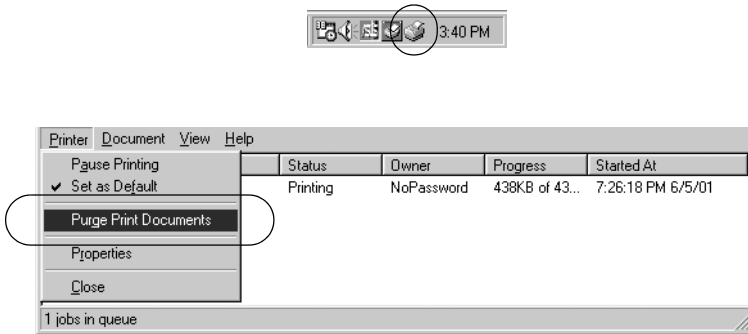 3:40 PM
Printer Document View Help
Pause Printing
Status Owner Progress Started At
Set as Default
Printing NoPassword 438KB of 43... 7:26:18 PM 6/5/01
Purge Print Documents
Properties
Close
1 jobs in queue